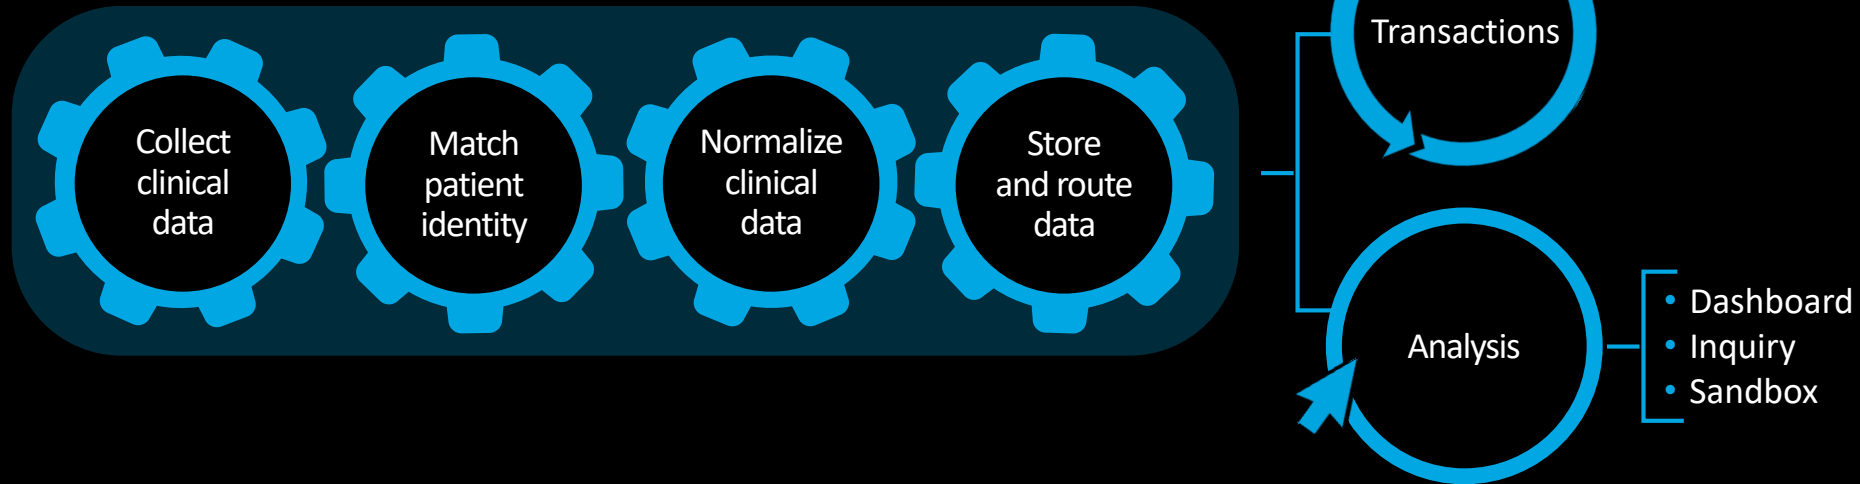 Collect
clinical
data
Match
patient
identity
Normalize
clinical
data
Store
and route
data
Transactions
Analysis
• Dashboard
• Inquiry
• Sandbox